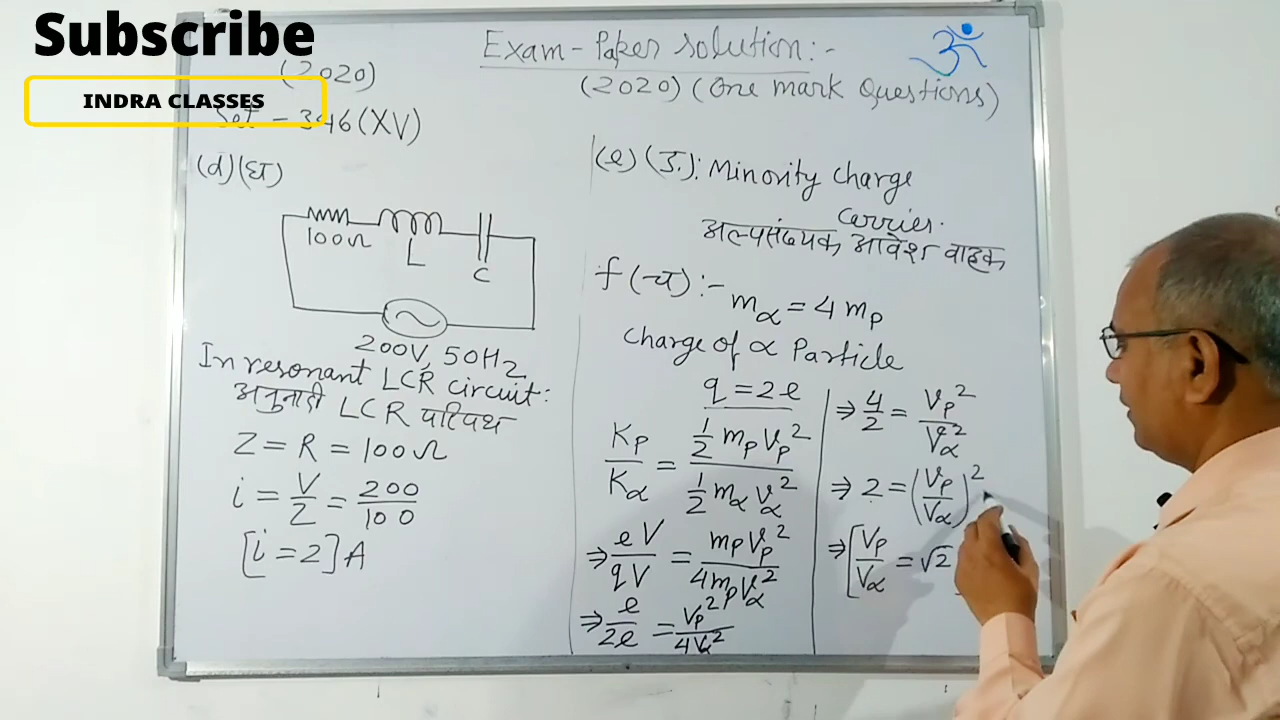 Subscribe
INDRA CLASSES
(2020)
Set - 346(XV)
Exam - Paper solution:-
(2020) (One mark Questions)
ॐ
(d)(घ)
100Ω
L
C
200V, 50Hz
In resonant LCR circuit:
अनुनादी LCR परिपथ
Z = R = 100Ω
i = V/Z = 200/100
[i = 2] A
(e) (ङ): Minority Charge
Carrier.
अल्पसंख्यक आवेश वाहक
f (च) :-
mα = 4 mp
Charge of α Particle
q = 2e
Kp/Kα = ½ mp Vp² / ½ mα Vα²
⇒ eV/qV = mp Vp² / 4mp Vα²
⇒ e/2e = Vp² / 4Vα²
⇒ 4/2 = Vp² / Vα²
⇒ 2 = (Vp/Vα)²
⇒ [Vp/Vα = √2